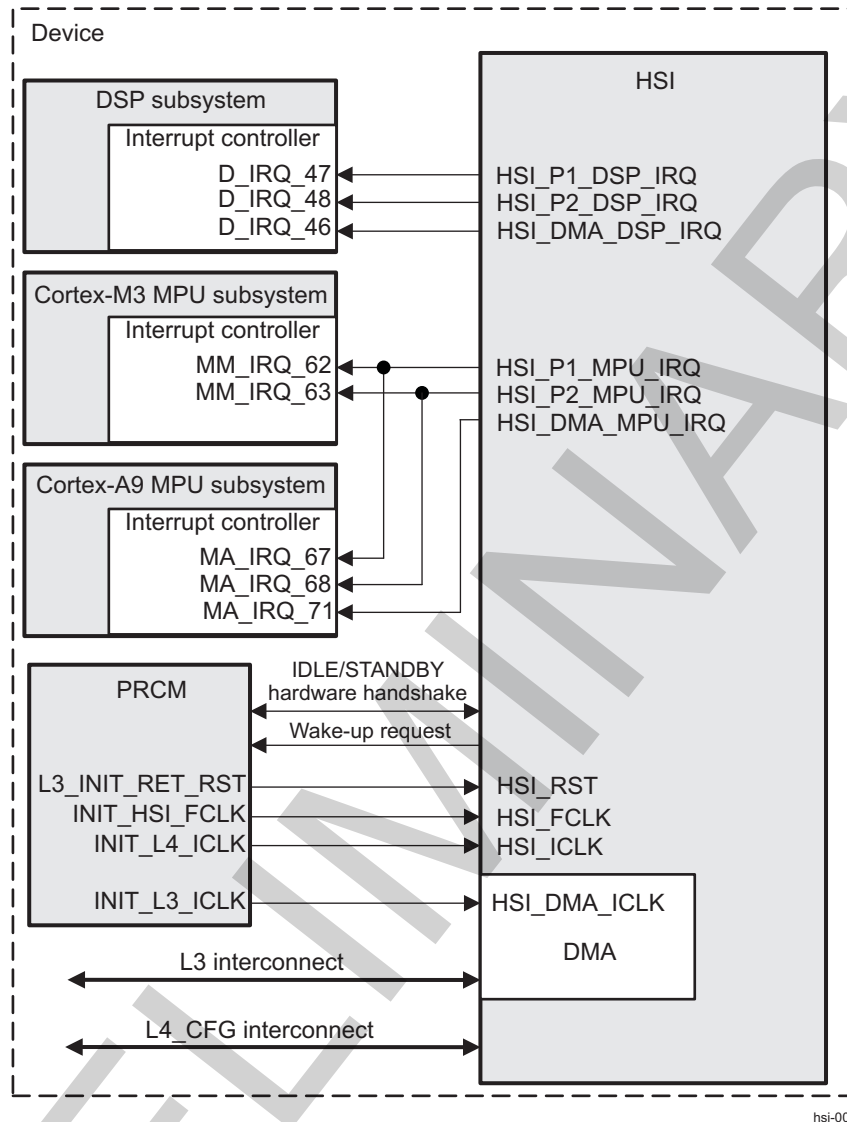 Device
HSI
DSP subsystem
Interrupt controller
D_IRQ_47
D_IRQ_48
D_IRQ_46
HSI_P1_DSP_IRQ
HSI_P2_DSP_IRQ
HSI_DMA_DSP_IRQ
Cortex-M3 MPU subsystem
Interrupt controller
MM_IRQ_62
MM_IRQ_63
HSI_P1_MPU_IRQ
HSI_P2_MPU_IRQ
HSI_DMA_MPU_IRQ
Cortex-A9 MPU subsystem
Interrupt controller
MA_IRQ_67
MA_IRQ_68
MA_IRQ_71
PRCM
IDLE/STANDBY
hardware handshake
Wake-up request
L3_INIT_RET_RST
INIT_HSI_FCLK
INIT_L4_ICLK
INIT_L3_ICLK
HSI_RST
HSI_FCLK
HSI_ICLK
HSI_DMA_ICLK
DMA
L3 interconnect
L4_CFG interconnect
hsi-00